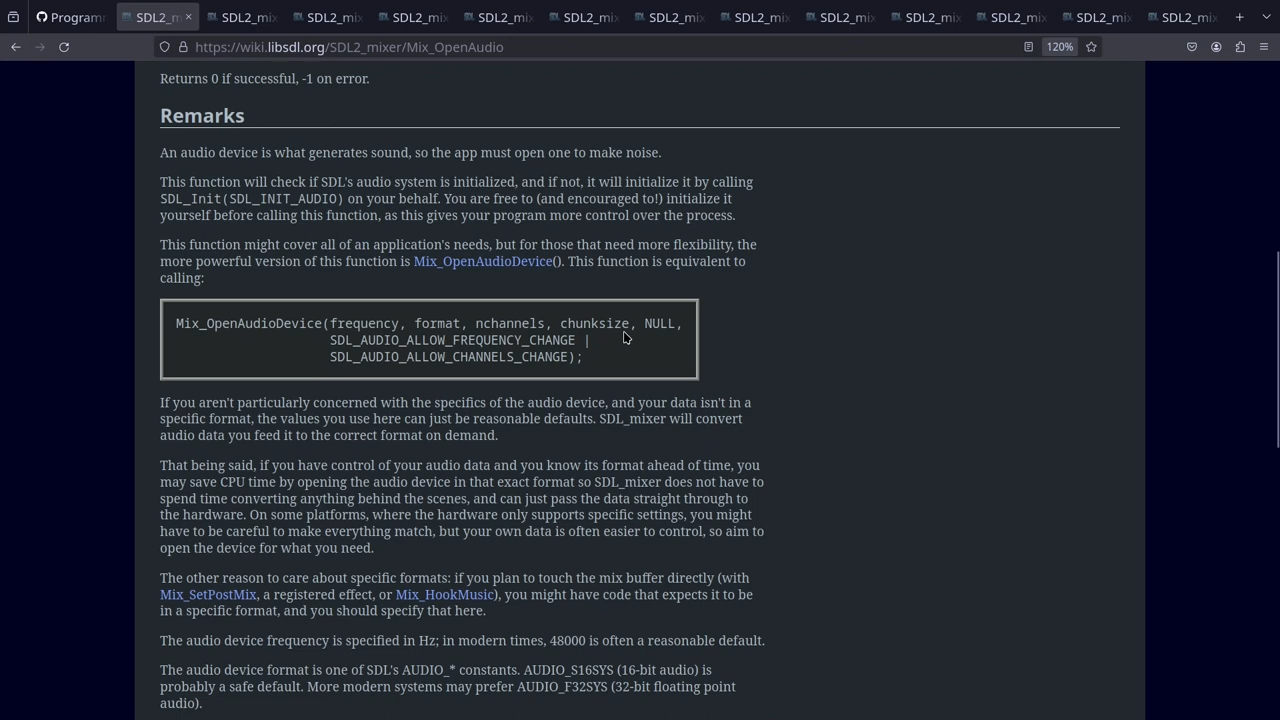 Program
SDL2_m
SDL2_mix
SDL2_mix
SDL2_mix
SDL2_mix
SDL2_mix
SDL2_mix
SDL2_mix
SDL2_mix
SDL2_mix
SDL2_mix
SDL2_mix
SDL2_mix
https://wiki.libsdl.org/SDL2_mixer/Mix_OpenAudio
120%
Returns 0 if successful, -1 on error.
Remarks
An audio device is what generates sound, so the app must open one to make noise.
This function will check if SDL's audio system is initialized, and if not, it will initialize it by calling
SDL_Init(SDL_INIT_AUDIO) on your behalf. You are free to (and encouraged to!) initialize it
yourself before calling this function, as this gives your program more control over the process.
This function might cover all of an application's needs, but for those that need more flexibility, the
more powerful version of this function is Mix_OpenAudioDevice(). This function is equivalent to
calling:
Mix_OpenAudioDevice(frequency, format, nchannels, chunksize, NULL,
SDL_AUDIO_ALLOW_FREQUENCY_CHANGE |
SDL_AUDIO_ALLOW_CHANNELS_CHANGE);
If you aren't particularly concerned with the specifics of the audio device, and your data isn't in a
specific format, the values you use here can just be reasonable defaults. SDL_mixer will convert
audio data you feed it to the correct format on demand.
That being said, if you have control of your audio data and you know its format ahead of time, you
may save CPU time by opening the audio device in that exact format so SDL_mixer does not have to
spend time converting anything behind the scenes, and can just pass the data straight through to
the hardware. On some platforms, where the hardware only supports specific settings, you might
have to be careful to make everything match, but your own data is often easier to control, so aim to
open the device for what you need.
The other reason to care about specific formats: if you plan to touch the mix buffer directly (with
Mix_SetPostMix, a registered effect, or Mix_HookMusic), you might have code that expects it to be
in a specific format, and you should specify that here.
The audio device frequency is specified in Hz; in modern times, 48000 is often a reasonable default.
The audio device format is one of SDL's AUDIO_* constants. AUDIO_S16SYS (16-bit audio) is
probably a safe default. More modern systems may prefer AUDIO_F32SYS (32-bit floating point
audio).